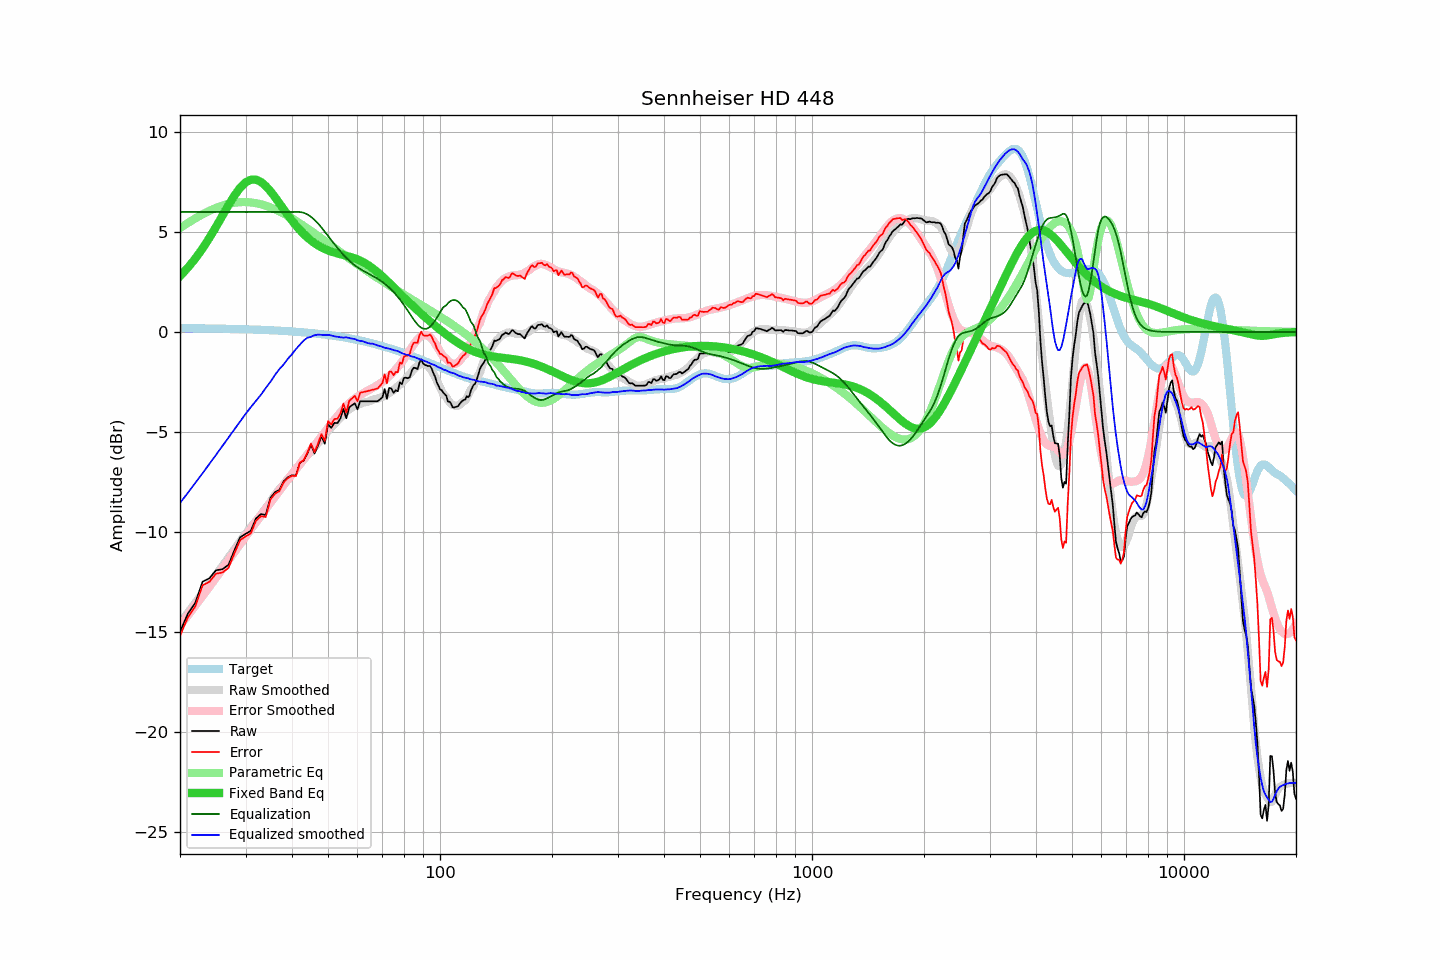 Sennheiser HD 448
10
5
0
−5
−10
−15
−20
−25
Amplitude (dBr)
Target
Raw Smoothed
Error Smoothed
Raw
Error
Parametric Eq
Fixed Band Eq
Equalization
Equalized smoothed
100
1000
10000
Frequency (Hz)